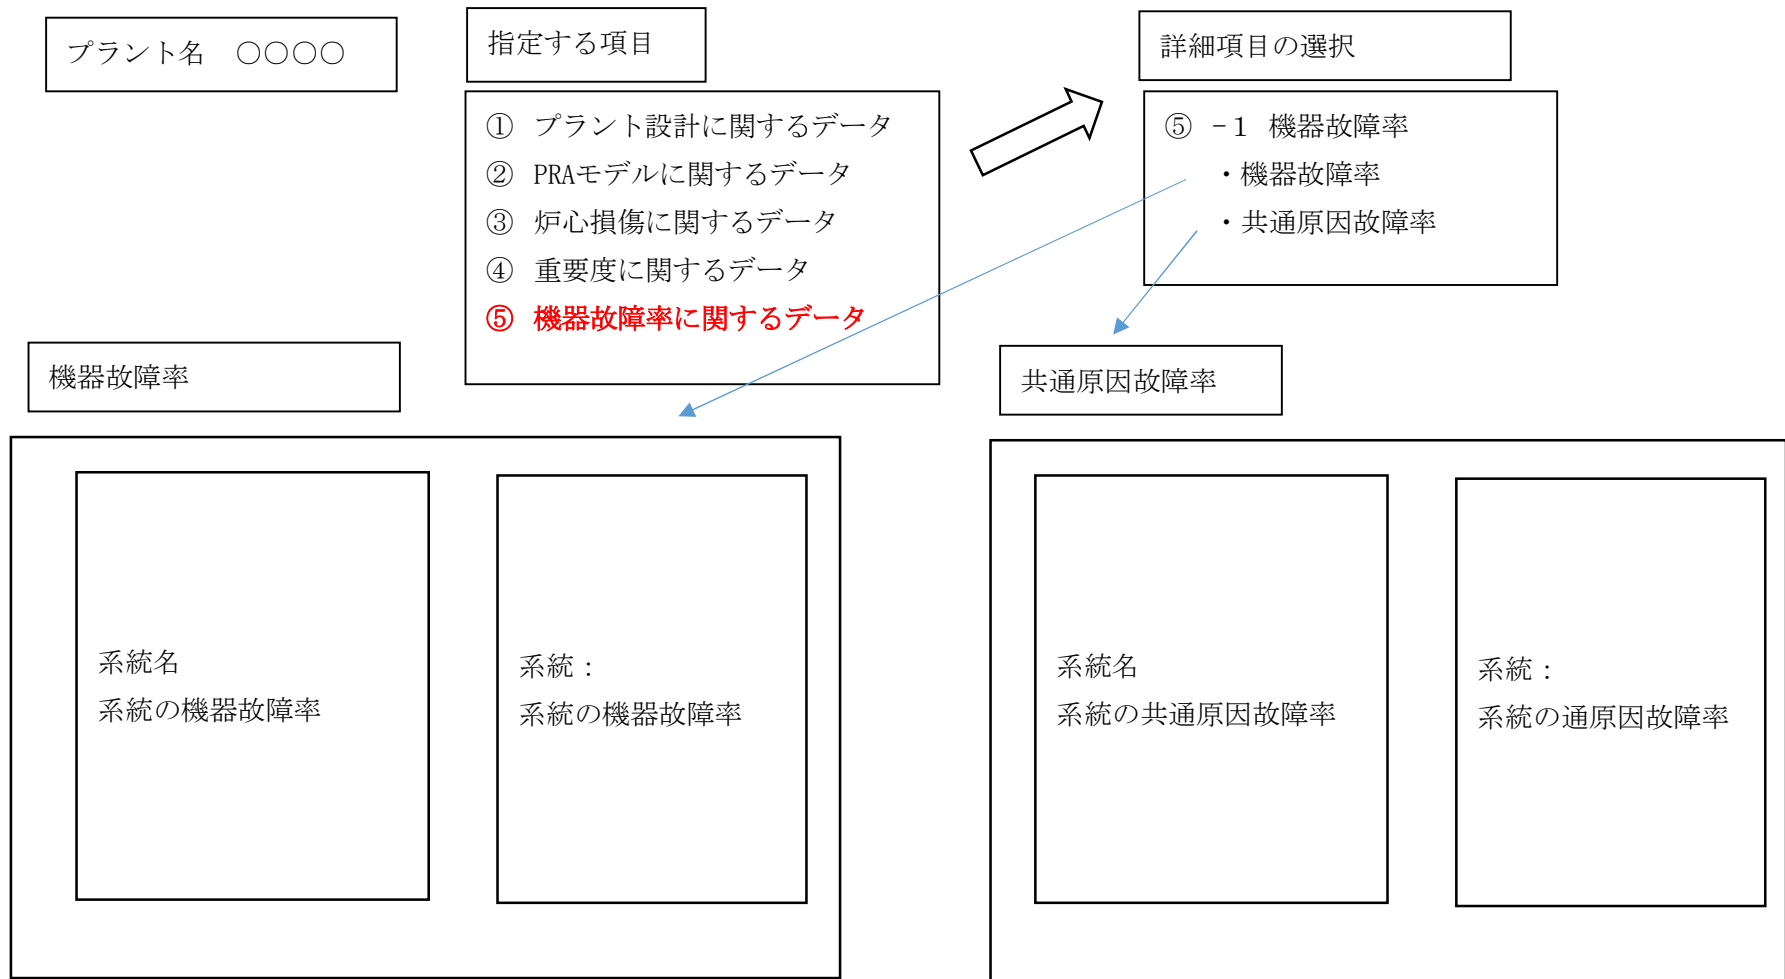 プラント名　○○○○
指定する項目
詳細項目の選択
① プラント設計に関するデータ
② PRAモデルに関するデータ
③ 炉心損傷に関するデータ
④ 重要度に関するデータ
⑤ 機器故障率に関するデータ
⑤ -１ 機器故障率
・機器故障率
・共通原因故障率
機器故障率
共通原因故障率
系統名
系統の機器故障率
系統：
系統の機器故障率
系統名
系統の共通原因故障率
系統：
系統の通原因故障率